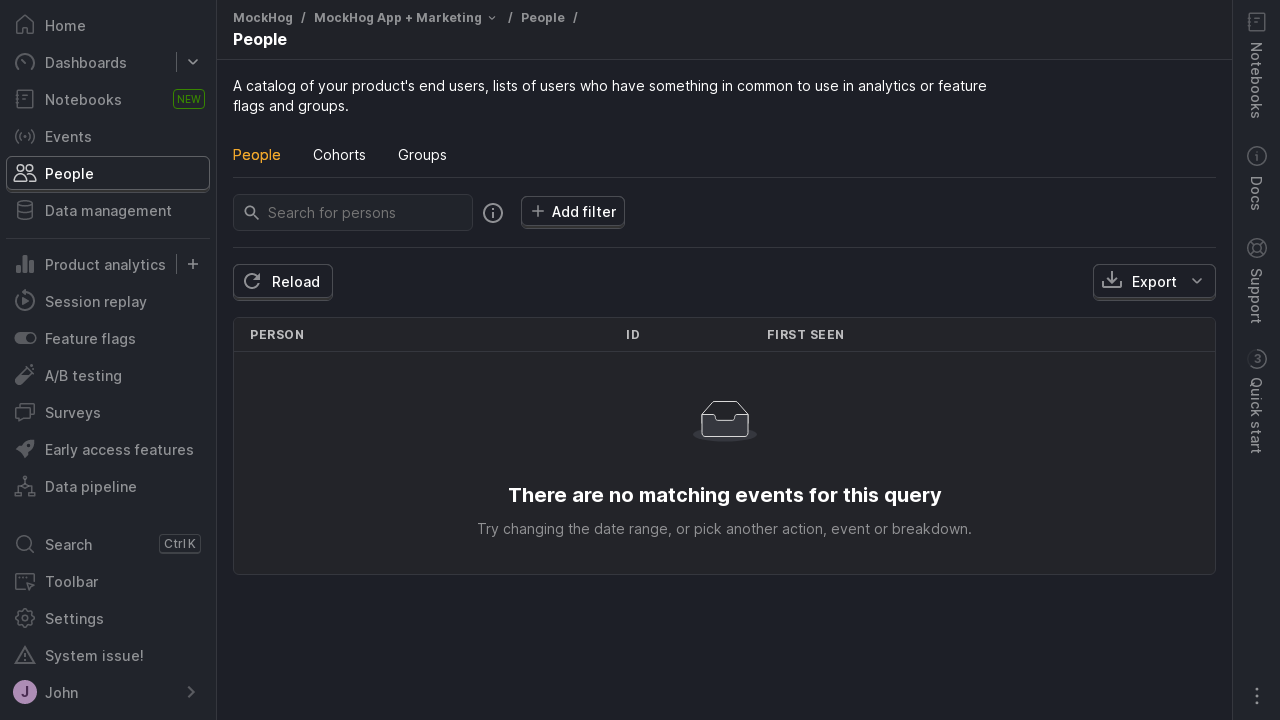 Home
Dashboards
Notebooks
NEW
Events
People
Data management
Product analytics
Session replay
Feature flags
A/B testing
Surveys
Early access features
Data pipeline
Search
Ctrl K
Toolbar
Settings
System issue!
J
John
MockHog / MockHog App + Marketing / People /
People
A catalog of your product's end users, lists of users who have something in common to use in analytics or feature
flags and groups.
People Cohorts Groups
Search for persons
Add filter
Reload
Export
PERSON ID FIRST SEEN
There are no matching events for this query
Try changing the date range, or pick another action, event or breakdown.
Notebooks
Docs
Support
3
Quick start